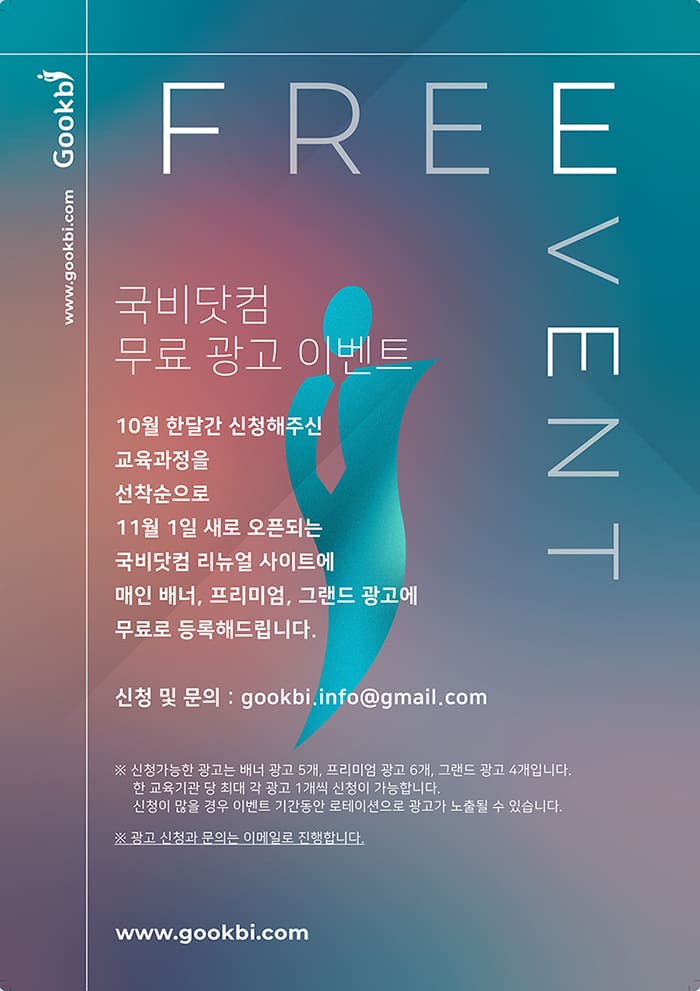 Gookbi
www.gookbi.com
FREE
EVENT
국비닷컴
무료 광고 이벤트
10월 한달간 신청해주신
교육과정을
선착순으로
11월 1일 새로 오픈되는
국비닷컴 리뉴얼 사이트에
매인 배너, 프리미엄, 그랜드 광고에
무료로 등록해드립니다.
신청 및 문의 : gookbi.info@gmail.com
※ 신청가능한 광고는 배너 광고 5개, 프리미엄 광고 6개, 그랜드 광고 4개입니다.
한 교육기관 당 최대 각 광고 1개씩 신청이 가능합니다.
신청이 많을 경우 이벤트 기간동안 로테이션으로 광고가 노출될 수 있습니다.
※ 광고 신청과 문의는 이메일로 진행합니다.
www.gookbi.com